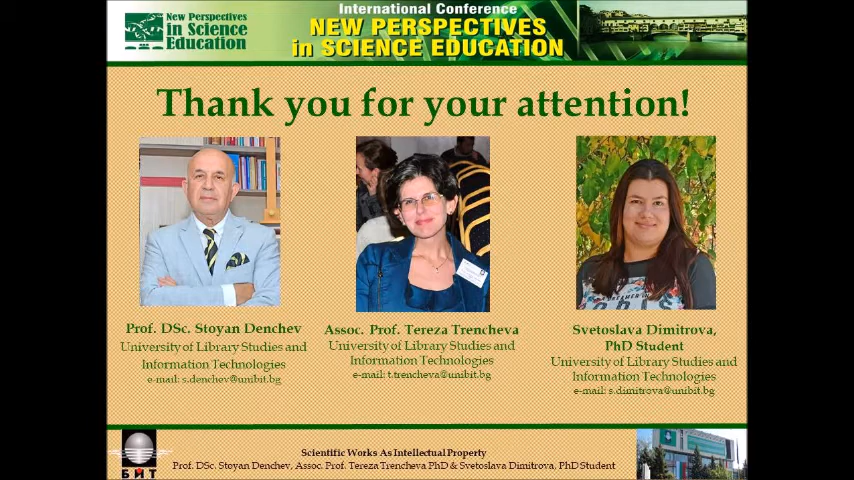 New Perspectives
in Science
Education
International Conference
NEW PERSPECTIVES
in SCIENCE EDUCATION
Thank you for your attention!
Prof. DSc. Stoyan Denchev
University of Library Studies and
Information Technologies
e-mail: s.denchev@unibit.bg
Assoc. Prof. Tereza Trencheva
University of Library Studies and
Information Technologies
e-mail: t.trencheva@unibit.bg
Svetoslava Dimitrova,
PhD Student
University of Library Studies and
Information Technologies
e-mail: s.dimitrova@unibit.bg
БИТ
Scientific Works As Intellectual Property
Prof. DSc. Stoyan Denchev, Assoc. Prof. Tereza Trencheva PhD & Svetoslava Dimitrova, PhD Student